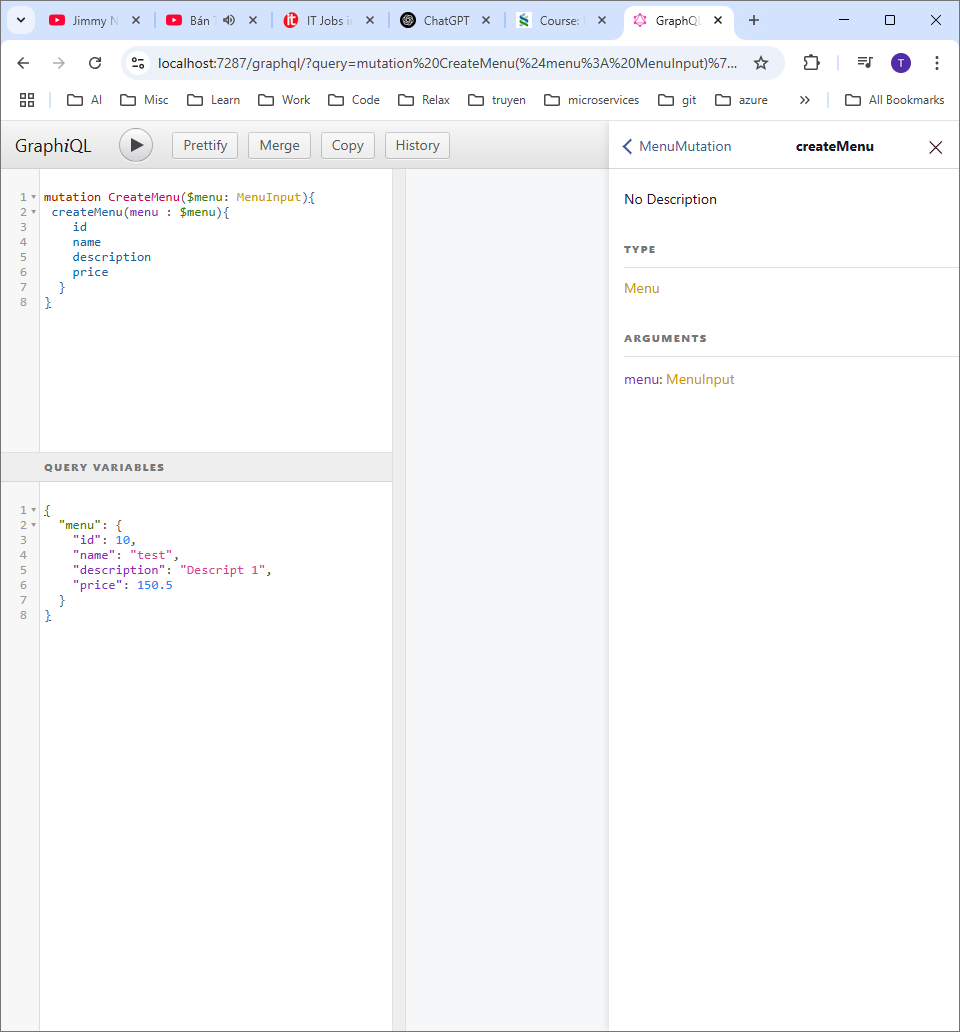 Jimmy N
Bán T
IT Jobs in
ChatGPT
Course:
GraphQL
localhost:7287/graphql/?query=mutation%20CreateMenu(%24menu%3A%20MenuInput)%7...
T
AI
Misc
Learn
Work
Code
Relax
truyen
microservices
git
azure
All Bookmarks
GraphiQL
Prettify
Merge
Copy
History
MenuMutation
createMenu
1 mutation CreateMenu($menu: MenuInput){
2 createMenu(menu : $menu){
3 id
4 name
5 description
6 price
7 }
8 }
No Description
TYPE
Menu
ARGUMENTS
menu: MenuInput
QUERY VARIABLES
1 {
2 "menu": {
3 "id": 10,
4 "name": "test",
5 "description": "Descript 1",
6 "price": 150.5
7 }
8 }